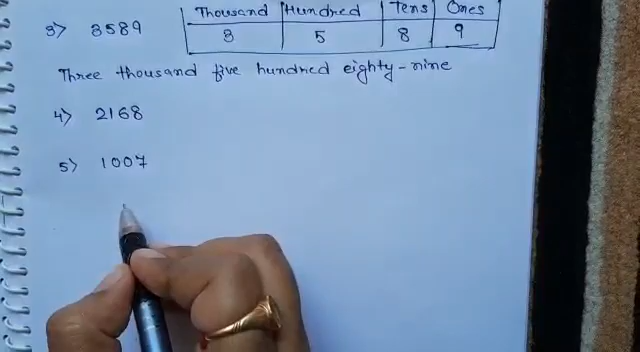 Thousand Hundred Tens Ones
3) 3589 3 5 8 9
Three thousand five hundred eighty-nine
4) 2168
5) 1007